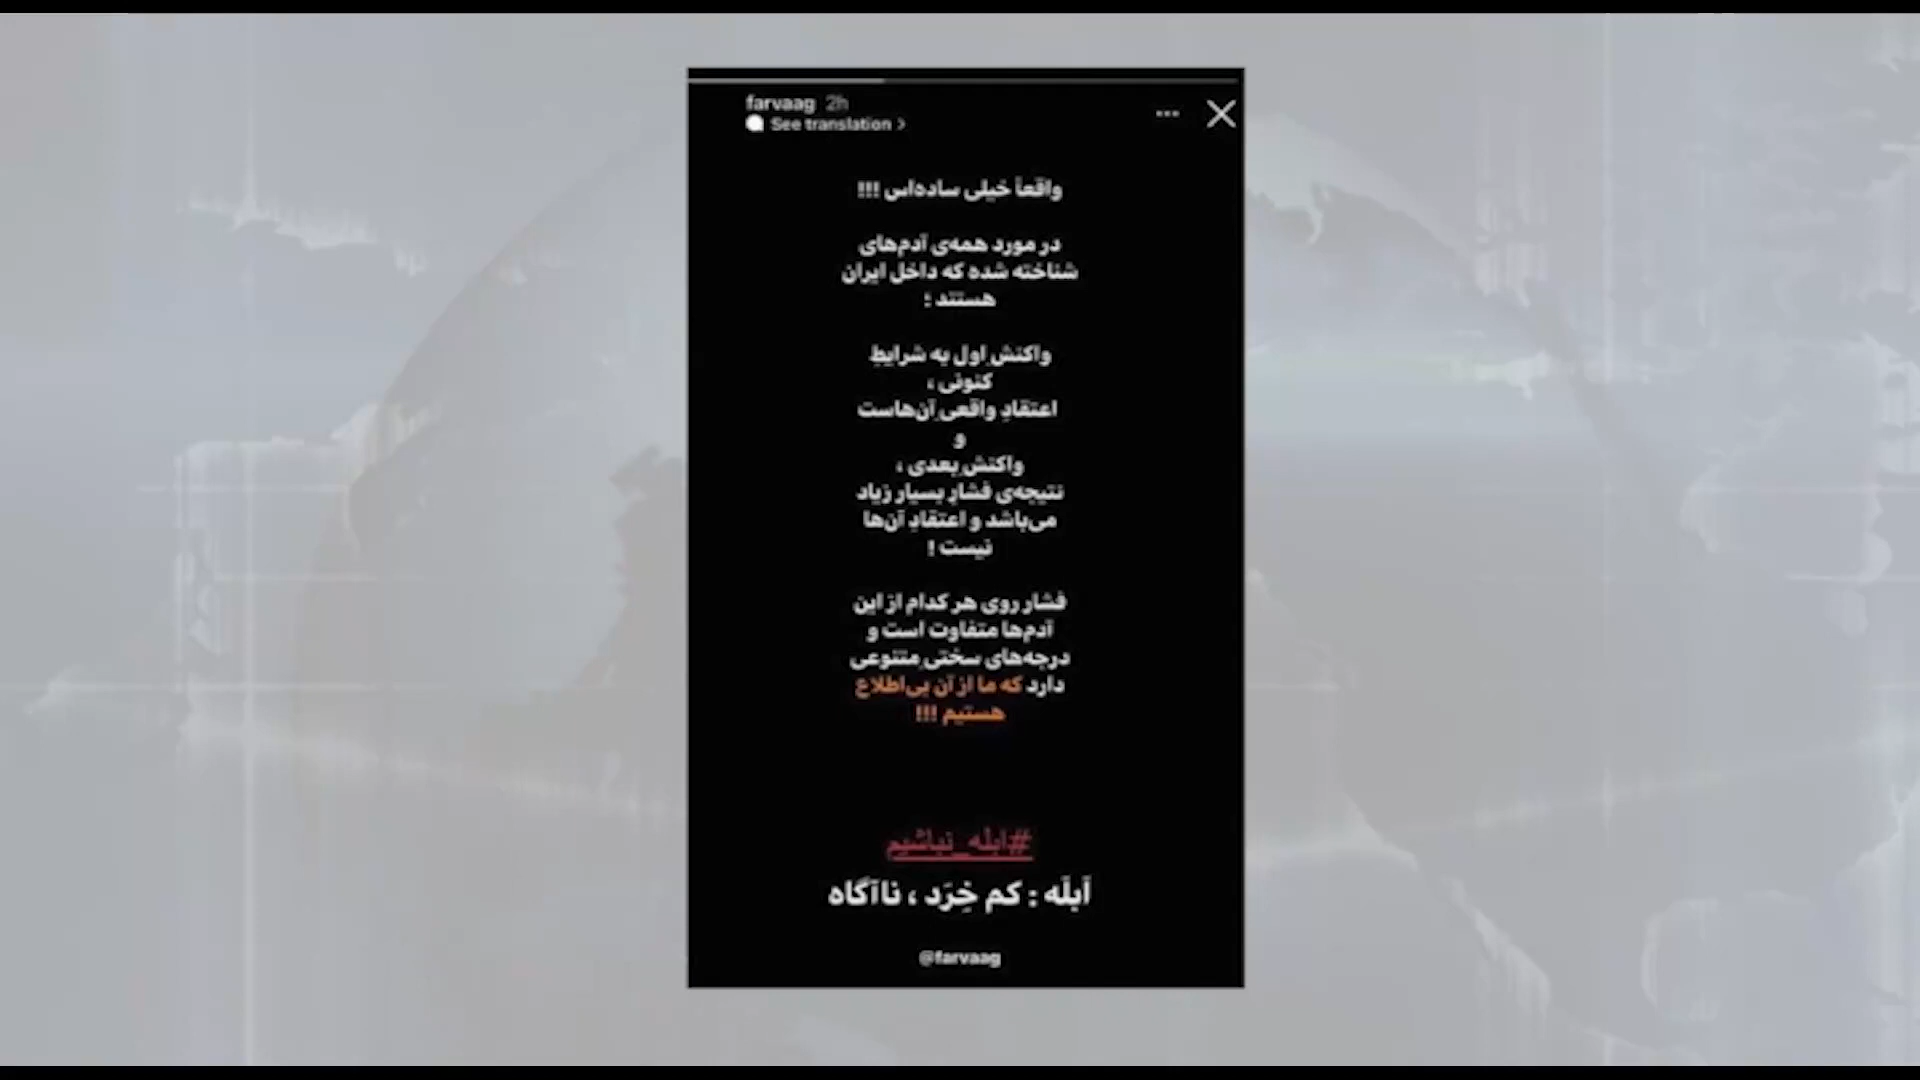 farvaag 2h
See translation >
واقعاً خیلی ساده‌اس !!!
در مورد همه‌ی آدم‌های
شناخته شده که داخل ایران
هستند ؛
واکنشِ اول به شرایطِ
کنونی ،
اعتقادِ واقعیِ آن‌هاست
و
واکنشِ بعدی ،
نتیجه‌ی فشارِ بسیار زیاد
می‌باشد و اعتقادِ آن‌ها
نیست !
فشار روی هر کدام از این
آدم‌ها متفاوت است و
درجه‌های سختیِ متنوعی
دارد که ما از آن بی‌اطلاع
هستیم !!!
#ابله_نباشیم
اَبلَه : کم خِرَد ، ناآگاه
@farvaag